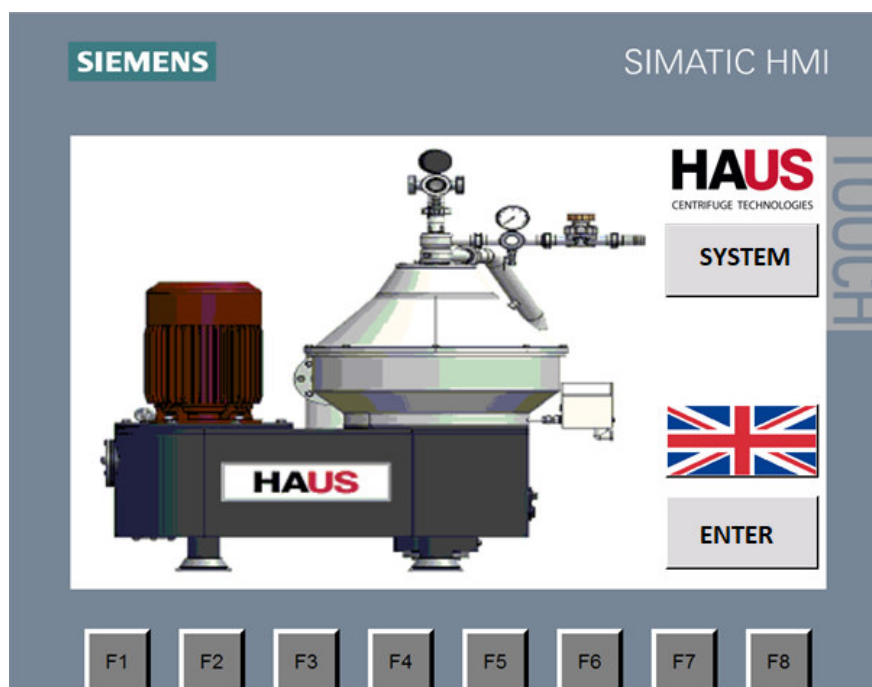 SIEMENS
SIMATIC HMI
TOUCH
HAUS
CENTRIFUGE TECHNOLOGIES
SYSTEM
HAUS
ENTER
F1 F2 F3 F4 F5 F6 F7 F8